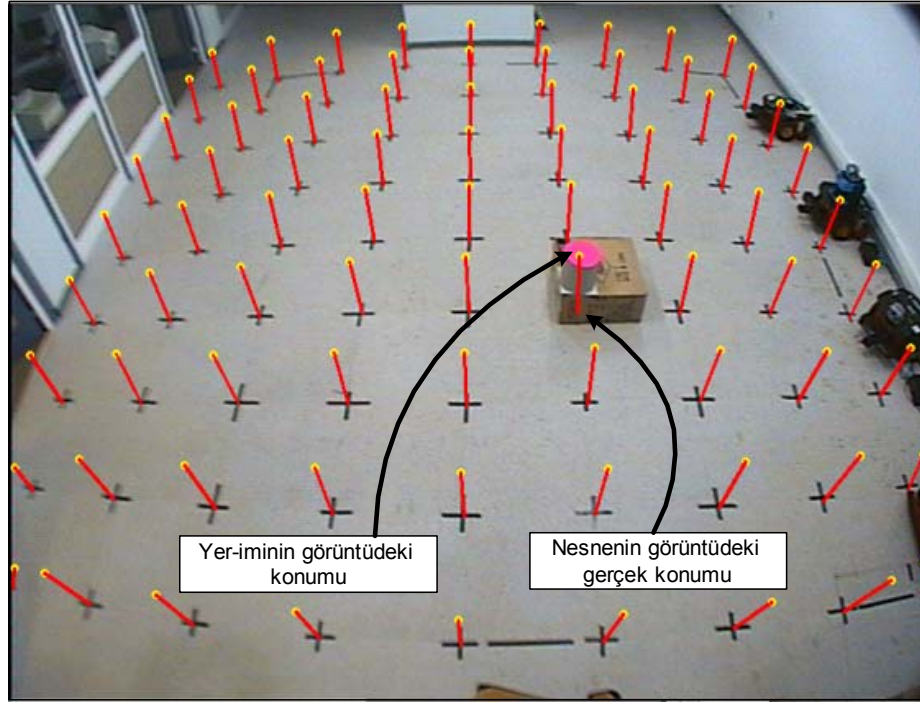 Yer-iminin görüntüdeki
konumu
Nesnenin görüntüdeki
gerçek konumu